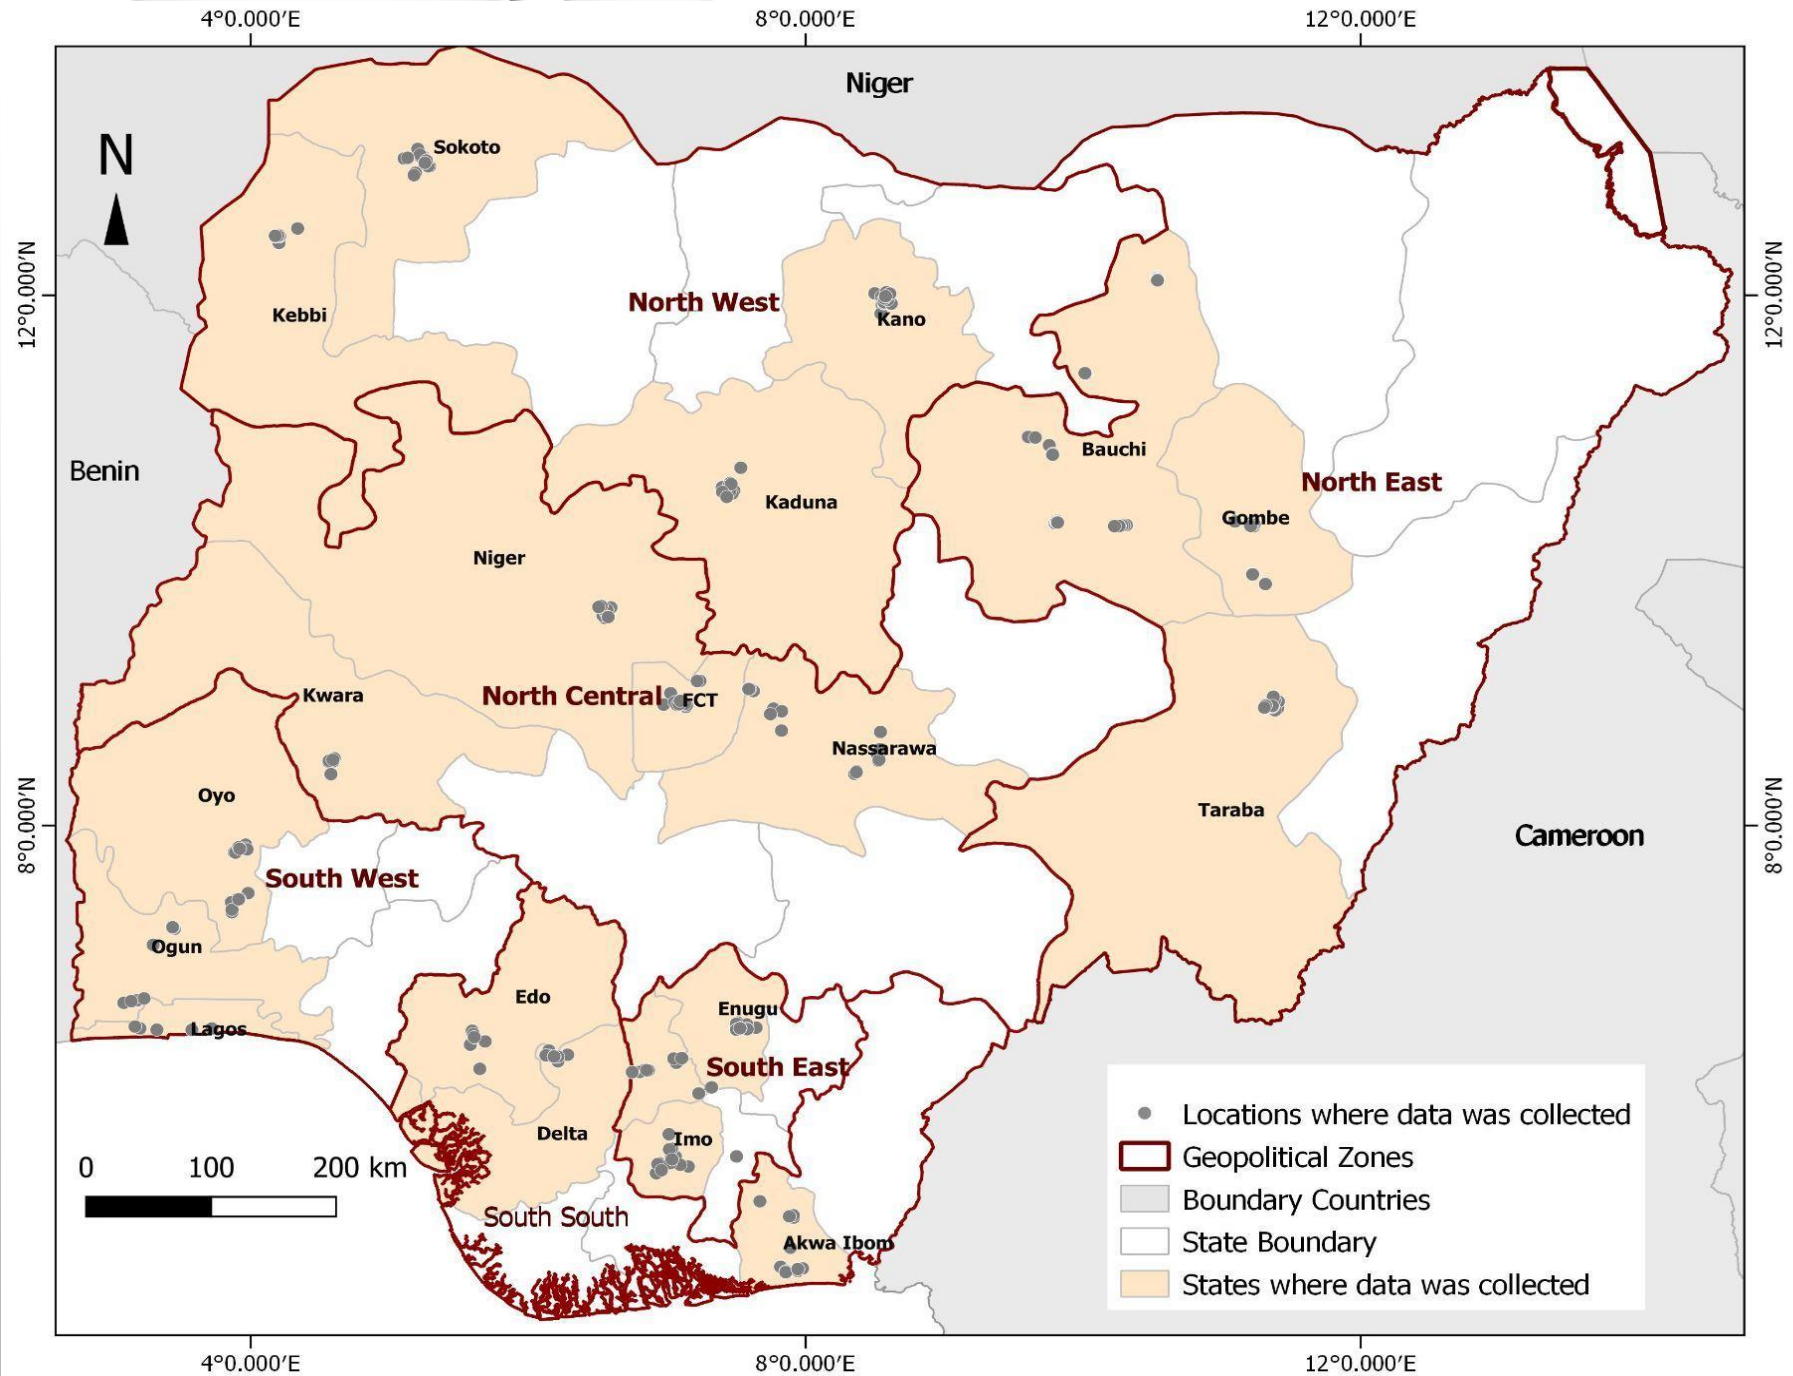 4°0.000′E
8°0.000′E
12°0.000′E
Niger
N
Sokoto
12°0.000′N
12°0.000′N
North West
Kebbi
Kano
Benin
Bauchi
North East
Kaduna
Gombe
Niger
Kwara
North Central
FCT
Nassarawa
Oyo
Taraba
8°0.000′N
8°0.000′N
Cameroon
South West
Ogun
Edo
Enugu
Lagos
South East
Delta
Imo
0 100 200 km
South South
Akwa Ibom
Locations where data was collected
Geopolitical Zones
Boundary Countries
State Boundary
States where data was collected
4°0.000′E
8°0.000′E
12°0.000′E